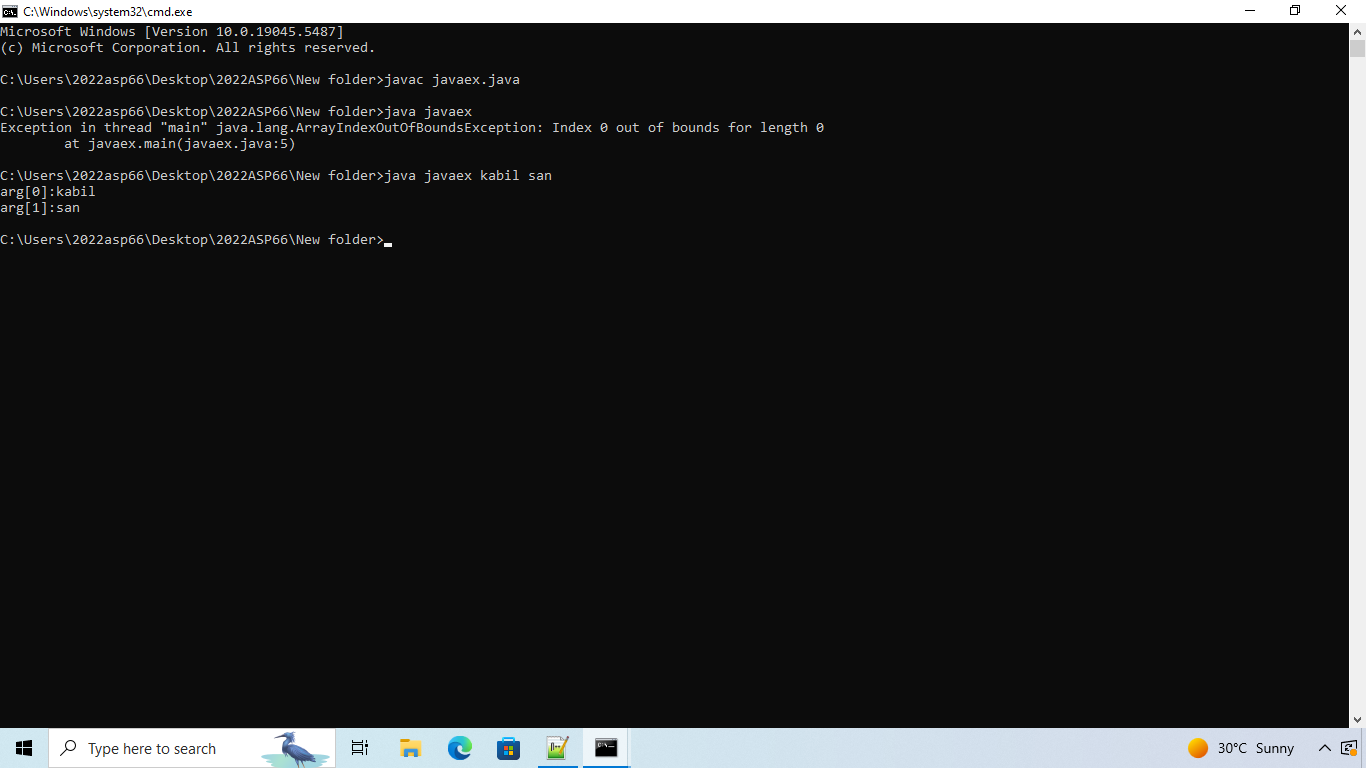 C:\Windows\system32\cmd.exe
Microsoft Windows [Version 10.0.19045.5487]
(c) Microsoft Corporation. All rights reserved.
C:\Users\2022asp66\Desktop\2022ASP66\New folder>javac javaex.java
C:\Users\2022asp66\Desktop\2022ASP66\New folder>java javaex
Exception in thread "main" java.lang.ArrayIndexOutOfBoundsException: Index 0 out of bounds for length 0
        at javaex.main(javaex.java:5)
C:\Users\2022asp66\Desktop\2022ASP66\New folder>java javaex kabil san
arg[0]:kabil
arg[1]:san
C:\Users\2022asp66\Desktop\2022ASP66\New folder>
Type here to search
30°C Sunny